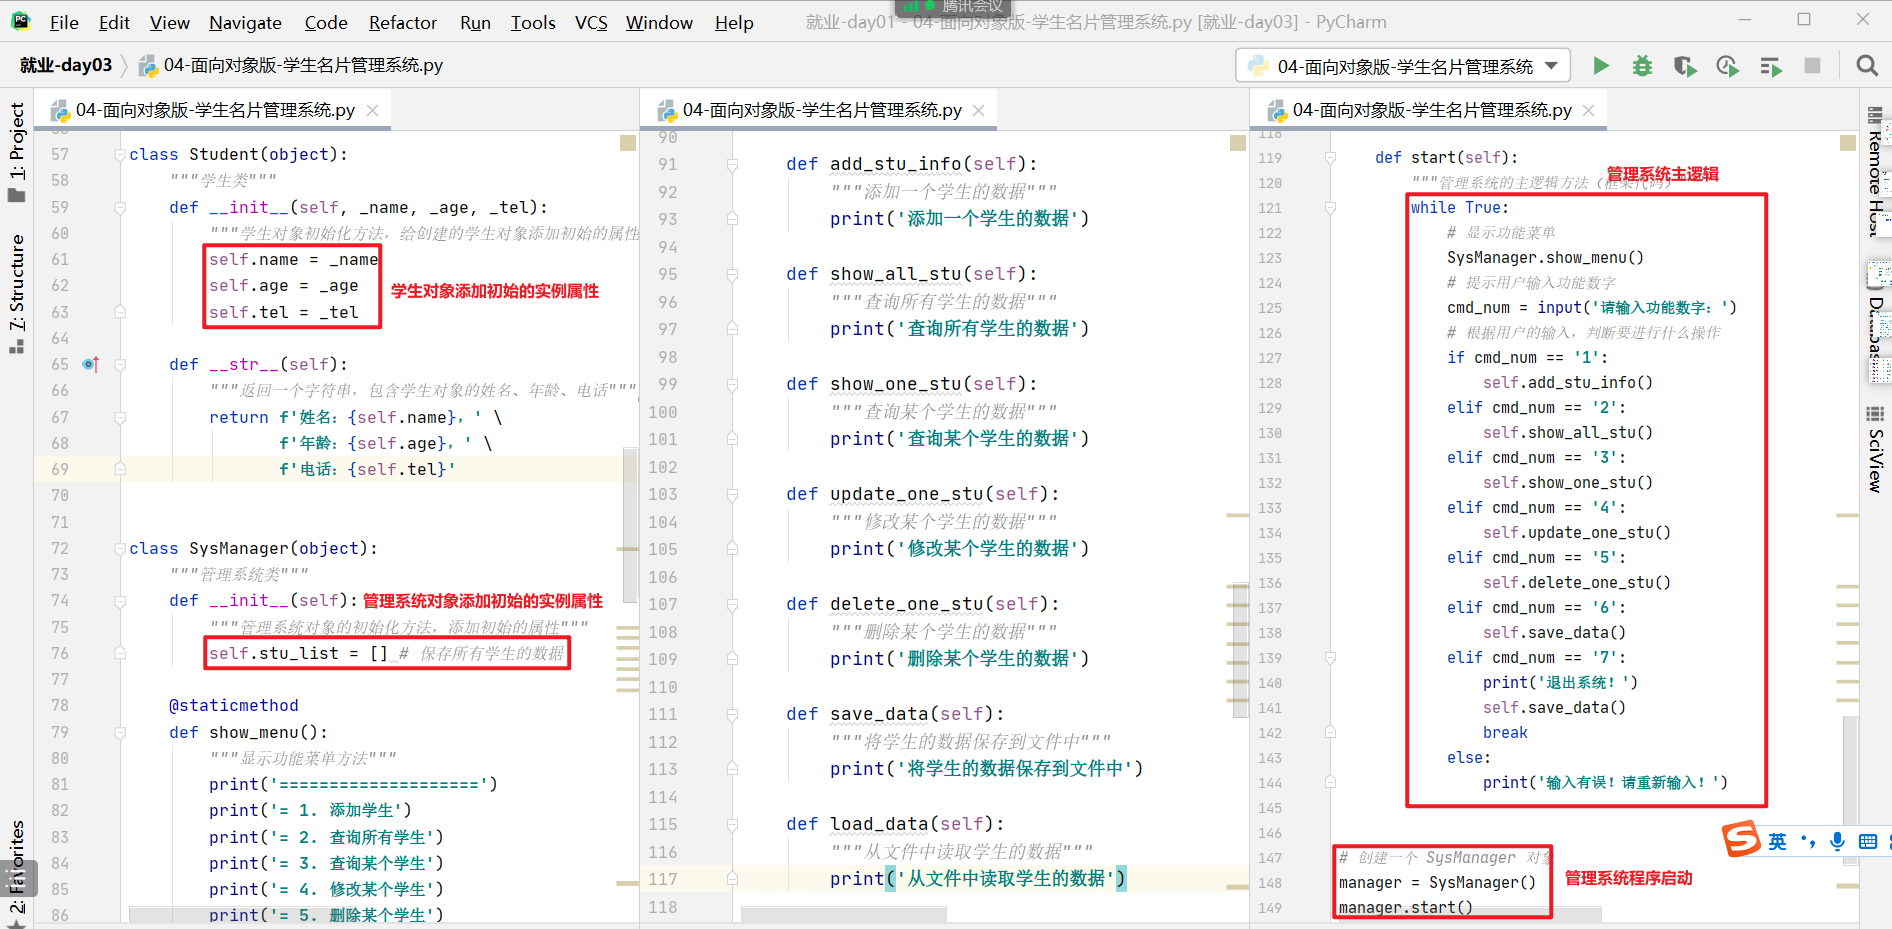 File Edit View Navigate Code Refactor Run Tools VCS Window Help
腾讯会议
就业-day01 - 04-面向对象版-学生名片管理系统.py [就业-day03] - PyCharm
就业-day03
04-面向对象版-学生名片管理系统.py
04-面向对象版-学生名片管理系统
1: Project
7: Structure
2: Favorites
04-面向对象版-学生名片管理系统.py
57 class Student(object):
58 """学生类"""
59 def __init__(self, _name, _age, _tel):
60 """学生对象初始化方法，给创建的学生对象添加初始的属性
61 self.name = _name
62 self.age = _age
学生对象添加初始的实例属性
63 self.tel = _tel
64
65 def __str__(self):
66 """返回一个字符串，包含学生对象的姓名、年龄、电话"""
67 return f'姓名：{self.name}，' \
68 f'年龄：{self.age}，' \
69 f'电话：{self.tel}'
70
71
72 class SysManager(object):
73 """管理系统类"""
74 def __init__(self): 管理系统对象添加初始的实例属性
75 """管理系统对象的初始化方法，添加初始的属性"""
76 self.stu_list = [] # 保存所有学生的数据
77
78 @staticmethod
79 def show_menu():
80 """显示功能菜单方法"""
81 print('====================')
82 print('= 1. 添加学生')
83 print('= 2. 查询所有学生')
84 print('= 3. 查询某个学生')
85 print('= 4. 修改某个学生')
86 print('= 5. 删除某个学生')
04-面向对象版-学生名片管理系统.py
90
91 def add_stu_info(self):
92 """添加一个学生的数据"""
93 print('添加一个学生的数据')
94
95 def show_all_stu(self):
96 """查询所有学生的数据"""
97 print('查询所有学生的数据')
98
99 def show_one_stu(self):
100 """查询某个学生的数据"""
101 print('查询某个学生的数据')
102
103 def update_one_stu(self):
104 """修改某个学生的数据"""
105 print('修改某个学生的数据')
106
107 def delete_one_stu(self):
108 """删除某个学生的数据"""
109 print('删除某个学生的数据')
110
111 def save_data(self):
112 """将学生的数据保存到文件中"""
113 print('将学生的数据保存到文件中')
114
115 def load_data(self):
116 """从文件中读取学生的数据"""
117 print('从文件中读取学生的数据')
118
04-面向对象版-学生名片管理系统.py
118
119 def start(self):
管理系统主逻辑
120 """管理系统的主逻辑方法（框架代码）
121 while True:
122 # 显示功能菜单
123 SysManager.show_menu()
124 # 提示用户输入功能数字
125 cmd_num = input('请输入功能数字：')
126 # 根据用户的输入，判断要进行什么操作
127 if cmd_num == '1':
128 self.add_stu_info()
129 elif cmd_num == '2':
130 self.show_all_stu()
131 elif cmd_num == '3':
132 self.show_one_stu()
133 elif cmd_num == '4':
134 self.update_one_stu()
135 elif cmd_num == '5':
136 self.delete_one_stu()
137 elif cmd_num == '6':
138 self.save_data()
139 elif cmd_num == '7':
140 print('退出系统！')
141 self.save_data()
142 break
143 else:
144 print('输入有误！请重新输入！')
145
146
147 # 创建一个 SysManager 对象
148 manager = SysManager()
管理系统程序启动
149 manager.start()
Remote Host
Database
SciView
S 英